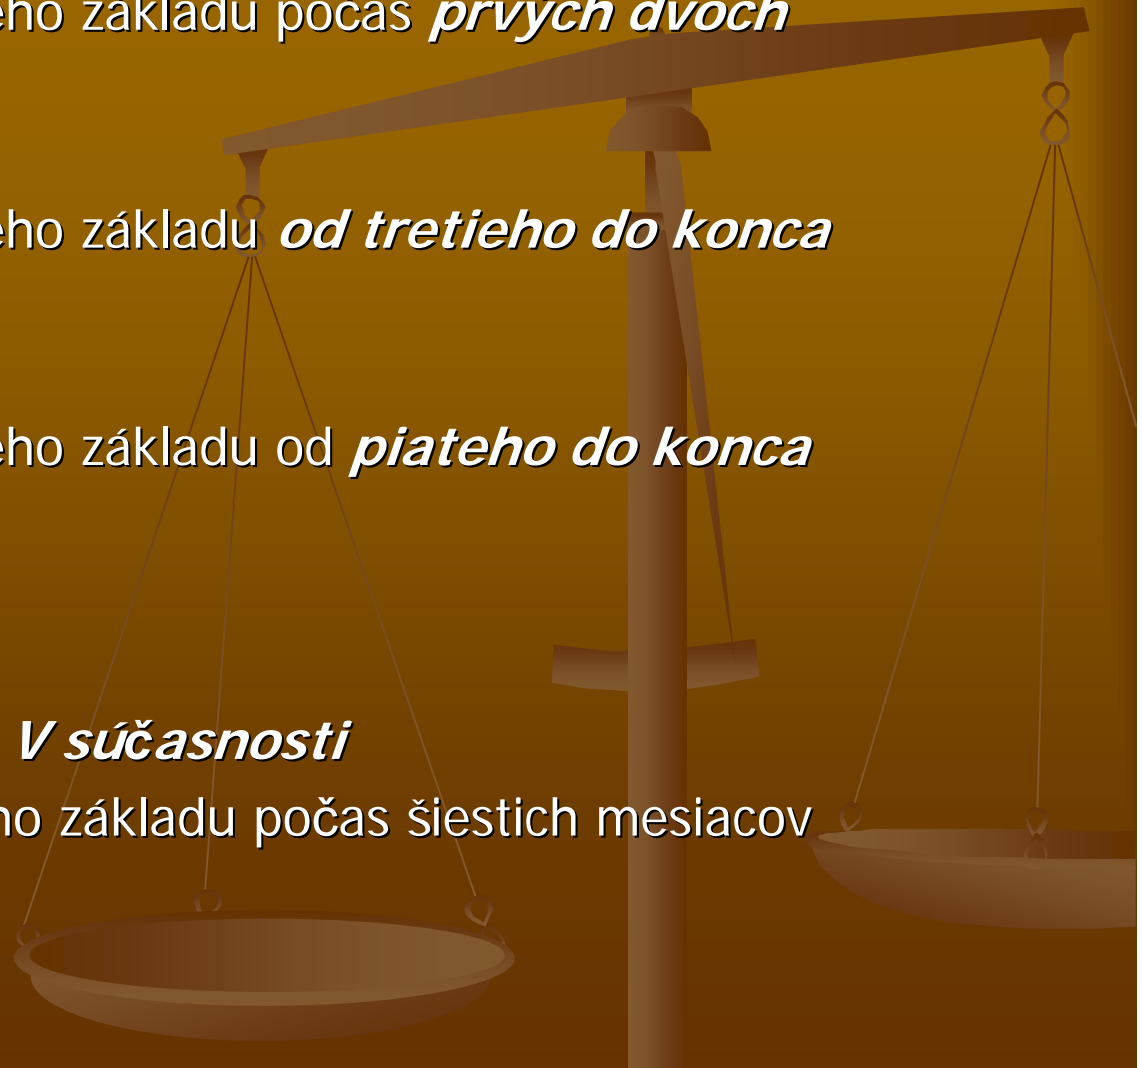 eho základu počas prvých dvoch
eho základu od tretieho do konca
eho základu od piateho do konca
V súčasnosti
ho základu počas šiestich mesiacov